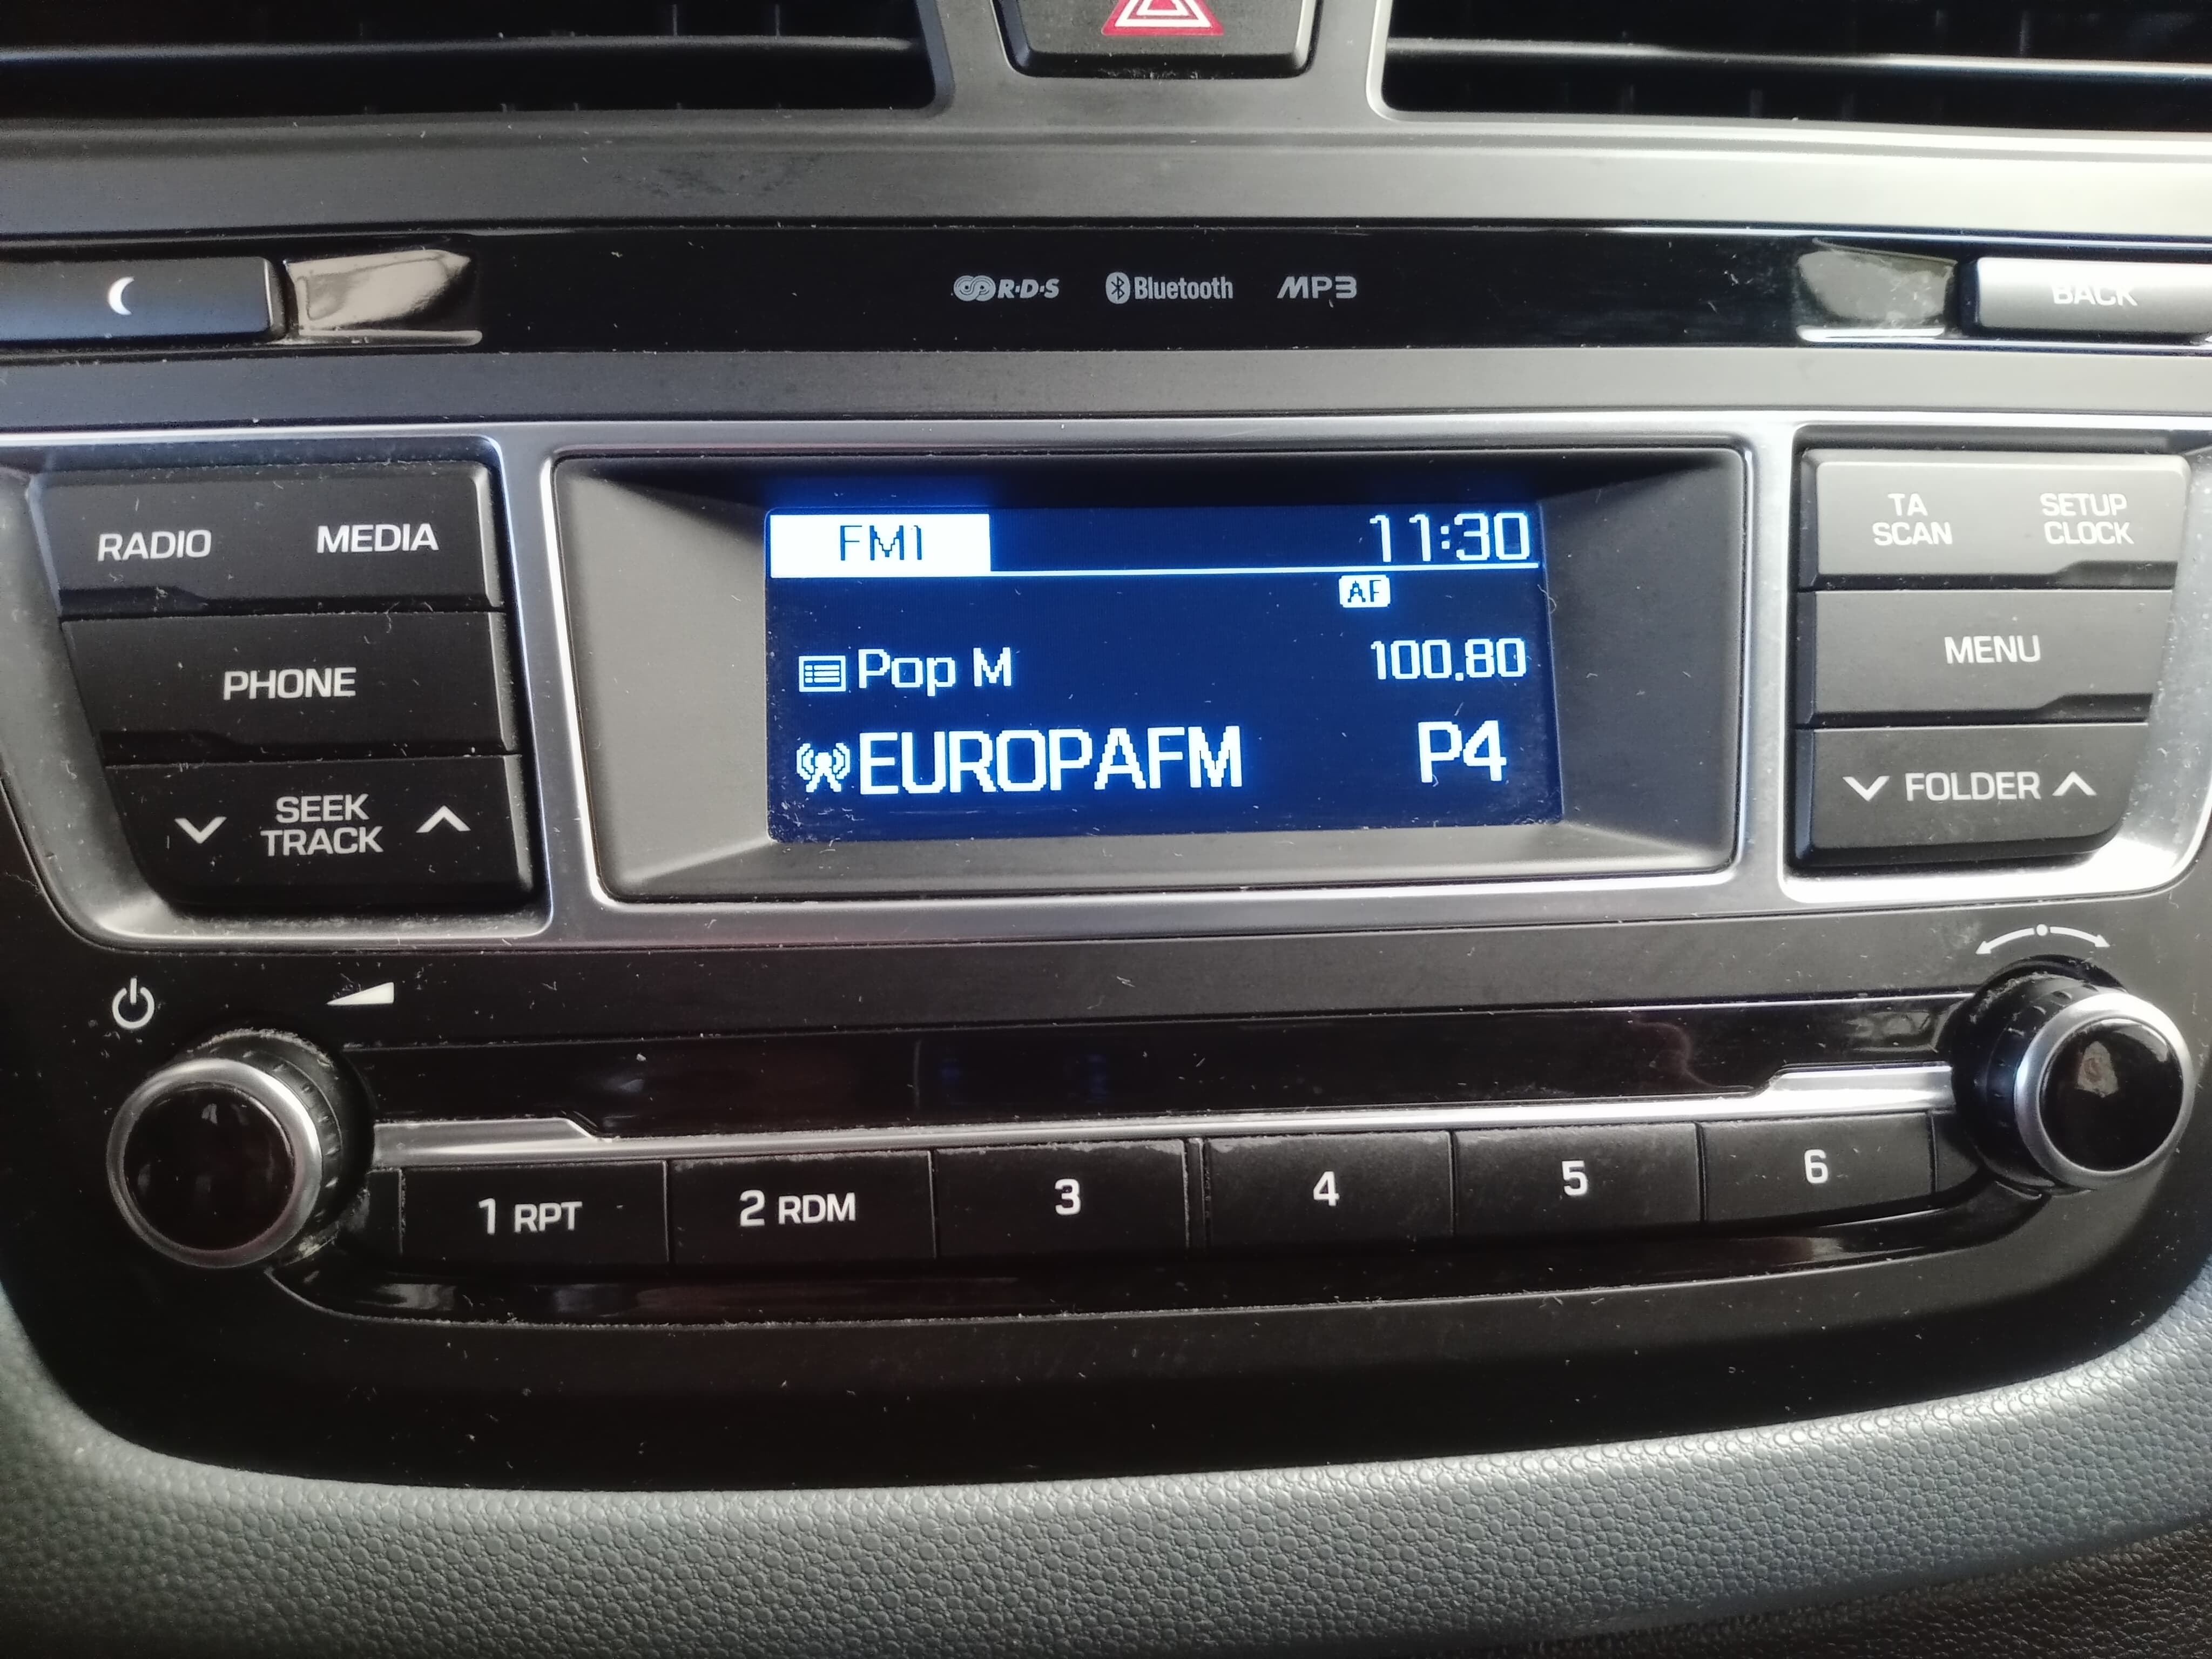 R·D·S Bluetooth MP3
BACK
RADIO MEDIA
PHONE
SEEK
TRACK
FM1 11:30
AF
Pop M 100.80
EUROPAFM P4
TA
SCAN
SETUP
CLOCK
MENU
FOLDER
1 RPT 2 RDM 3 4 5 6